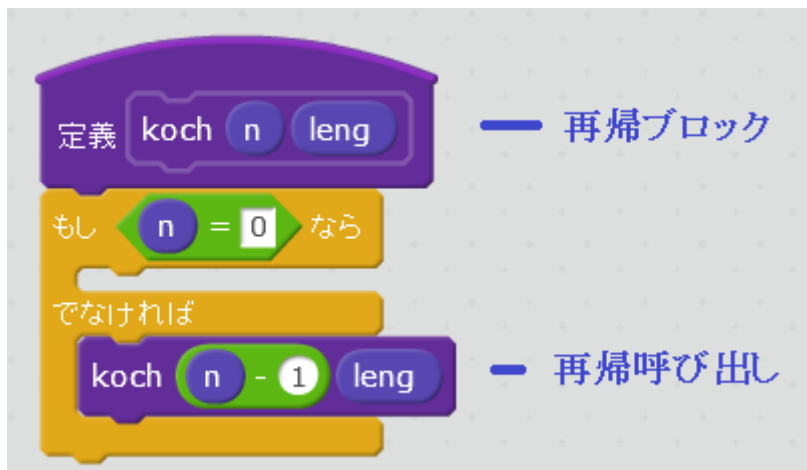 定義 koch n leng
再帰ブロック
もし n = 0 なら
でなければ
koch n - 1 leng
再帰呼び出し